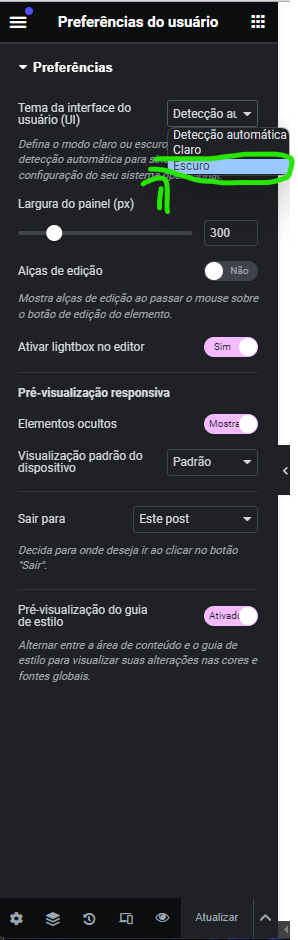 Preferências do usuário
Preferências
Tema da interface do
usuário (UI)
Detecção au
Detecção automática
Claro
Escuro
Defina o modo claro ou escuro
detecção automática para
configuração do seu sistema operacional.
Largura do painel (px)
300
Alças de edição
Não
Mostra alças de edição ao passar o mouse sobre
o botão de edição do elemento.
Ativar lightbox no editor
Sim
Pré-visualização responsiva
Elementos ocultos
Mostra
Visualização padrão do
dispositivo
Padrão
Sair para
Este post
Decida para onde deseja ir ao clicar no botão
"Sair".
Pré-visualização do guia
de estilo
Ativado
Alternar entre a área de conteúdo e o guia de
estilo para visualizar suas alterações nas cores e
fontes globais.
Atualizar